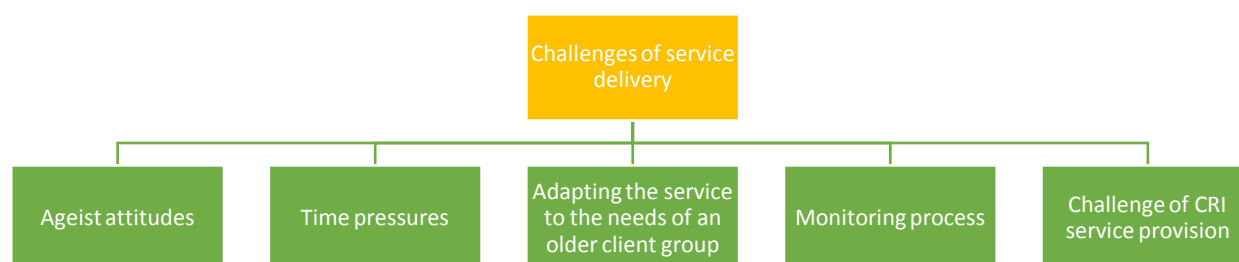 Challenges of service
delivery
Ageist attitudes
Time pressures
Adapting the service
to the needs of an
older client group
Monitoring process
Challenge of CRI
service provision